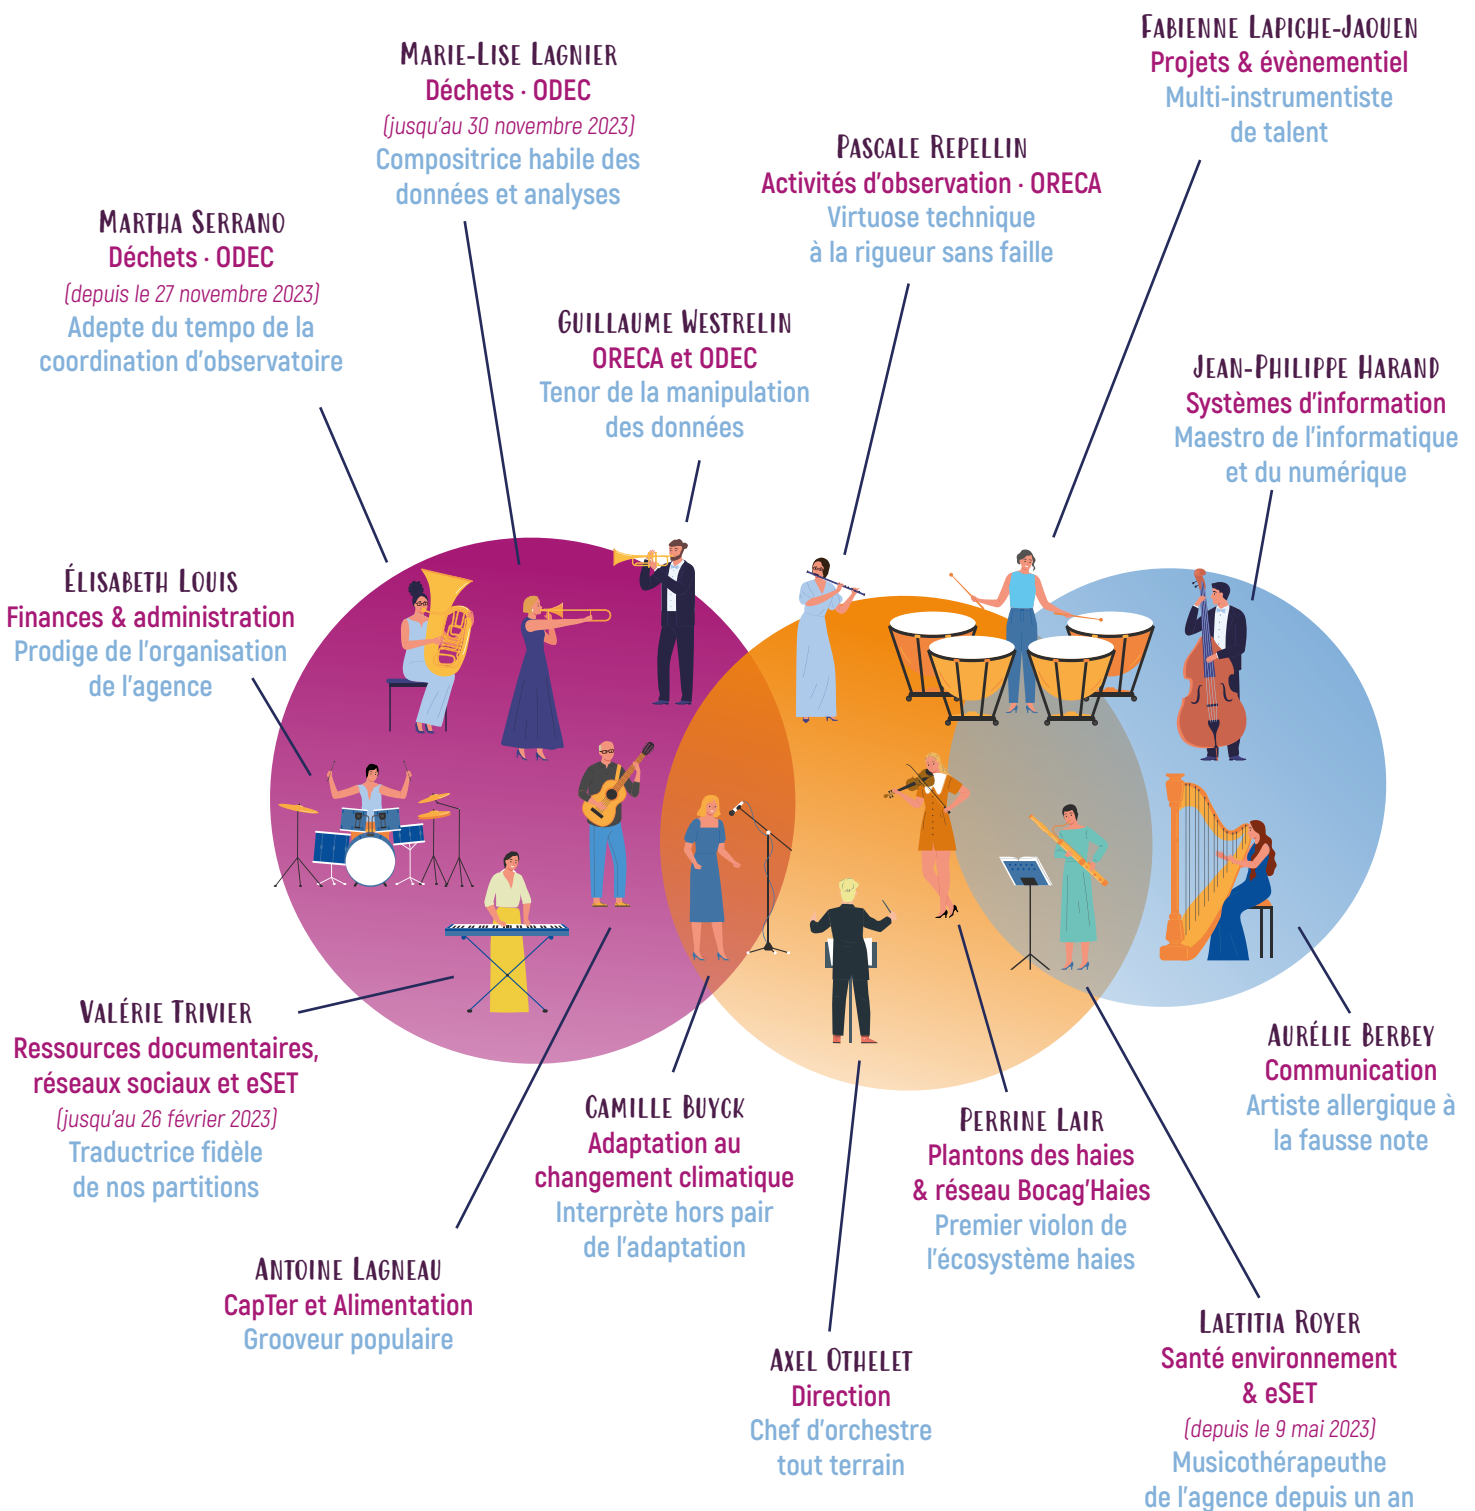 FABIENNE LAPICHE-JAOUEN
Projets & évènementiel
Multi-instrumentiste
de talent
MARIE-LISE LAGNIER
Déchets · ODEC
(jusqu'au 30 novembre 2023)
Compositrice habile des
données et analyses
PASCALE REPELLIN
Activités d'observation · ORECA
Virtuose technique
à la rigueur sans faille
MARTHA SERRANO
Déchets · ODEC
(depuis le 27 novembre 2023)
Adepte du tempo de la
coordination d'observatoire
GUILLAUME WESTRELIN
ORECA et ODEC
Tenor de la manipulation
des données
JEAN-PHILIPPE HARAND
Systèmes d'information
Maestro de l'informatique
et du numérique
ÉLISABETH LOUIS
Finances & administration
Prodige de l'organisation
de l'agence
VALÉRIE TRIVIER
Ressources documentaires,
réseaux sociaux et eSET
(jusqu'au 26 février 2023)
Traductrice fidèle
de nos partitions
CAMILLE BUYCK
Adaptation au
changement climatique
Interprète hors pair
de l'adaptation
PERRINE LAIR
Plantons des haies
& réseau Bocag'Haies
Premier violon de
l'écosystème haies
AURÉLIE BERBEY
Communication
Artiste allergique à
la fausse note
ANTOINE LAGNEAU
CapTer et Alimentation
Grooveur populaire
AXEL OTHELET
Direction
Chef d'orchestre
tout terrain
LAETITIA ROYER
Santé environnement
& eSET
(depuis le 9 mai 2023)
Musicothérapeuthe
de l'agence depuis un an